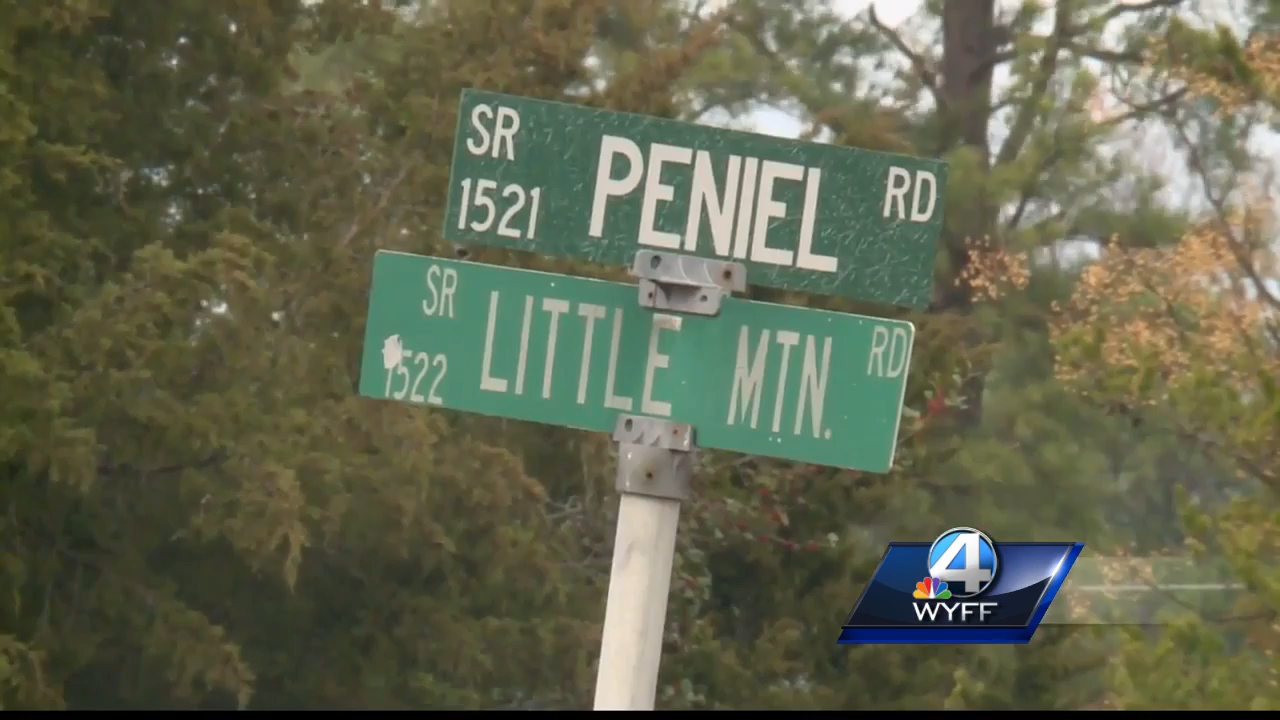 SR PENIEL RD
1521
SR LITTLE MTN. RD
1522
4
WYFF